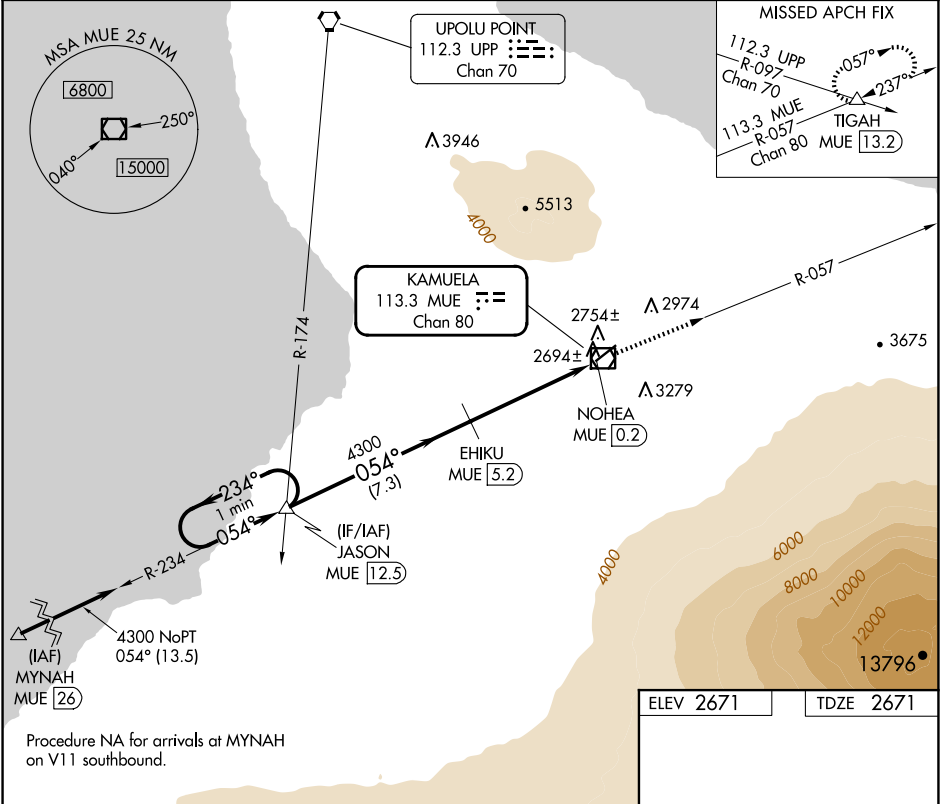 MSA MUE 25 NM
6800
250°
040°
15000
UPOLU POINT
112.3 UPP
Chan 70
MISSED APCH FIX
112.3 UPP
R-097
Chan 70
057°
237°
113.3 MUE
R-057
Chan 80
TIGAH
MUE 13.2
3946
5513
4000
KAMUELA
113.3 MUE
Chan 80
R-174
R-057
2974
2754±
2694±
3675
3279
NOHEA
MUE 0.2
EHIKU
MUE 5.2
4300
054°
(7.3)
234°
1 min
054°
(IF/IAF)
JASON
MUE 12.5
R-234
4300 NoPT
054° (13.5)
(IAF)
MYNAH
MUE 26
4000
6000
8000
10000
12000
13796
Procedure NA for arrivals at MYNAH
on V11 southbound.
ELEV 2671
TDZE 2671